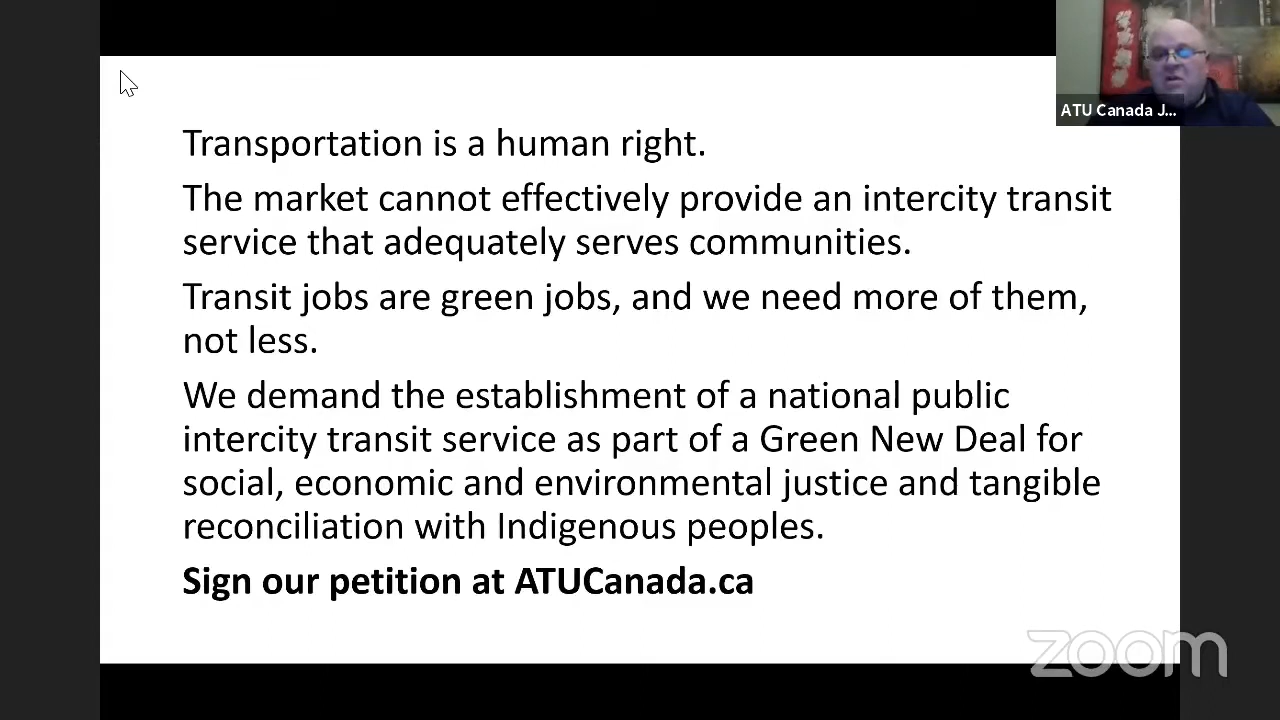 ATU Canada J...
Transportation is a human right.
The market cannot effectively provide an intercity transit
service that adequately serves communities.
Transit jobs are green jobs, and we need more of them,
not less.
We demand the establishment of a national public
intercity transit service as part of a Green New Deal for
social, economic and environmental justice and tangible
reconciliation with Indigenous peoples.
Sign our petition at ATUCanada.ca
zoom